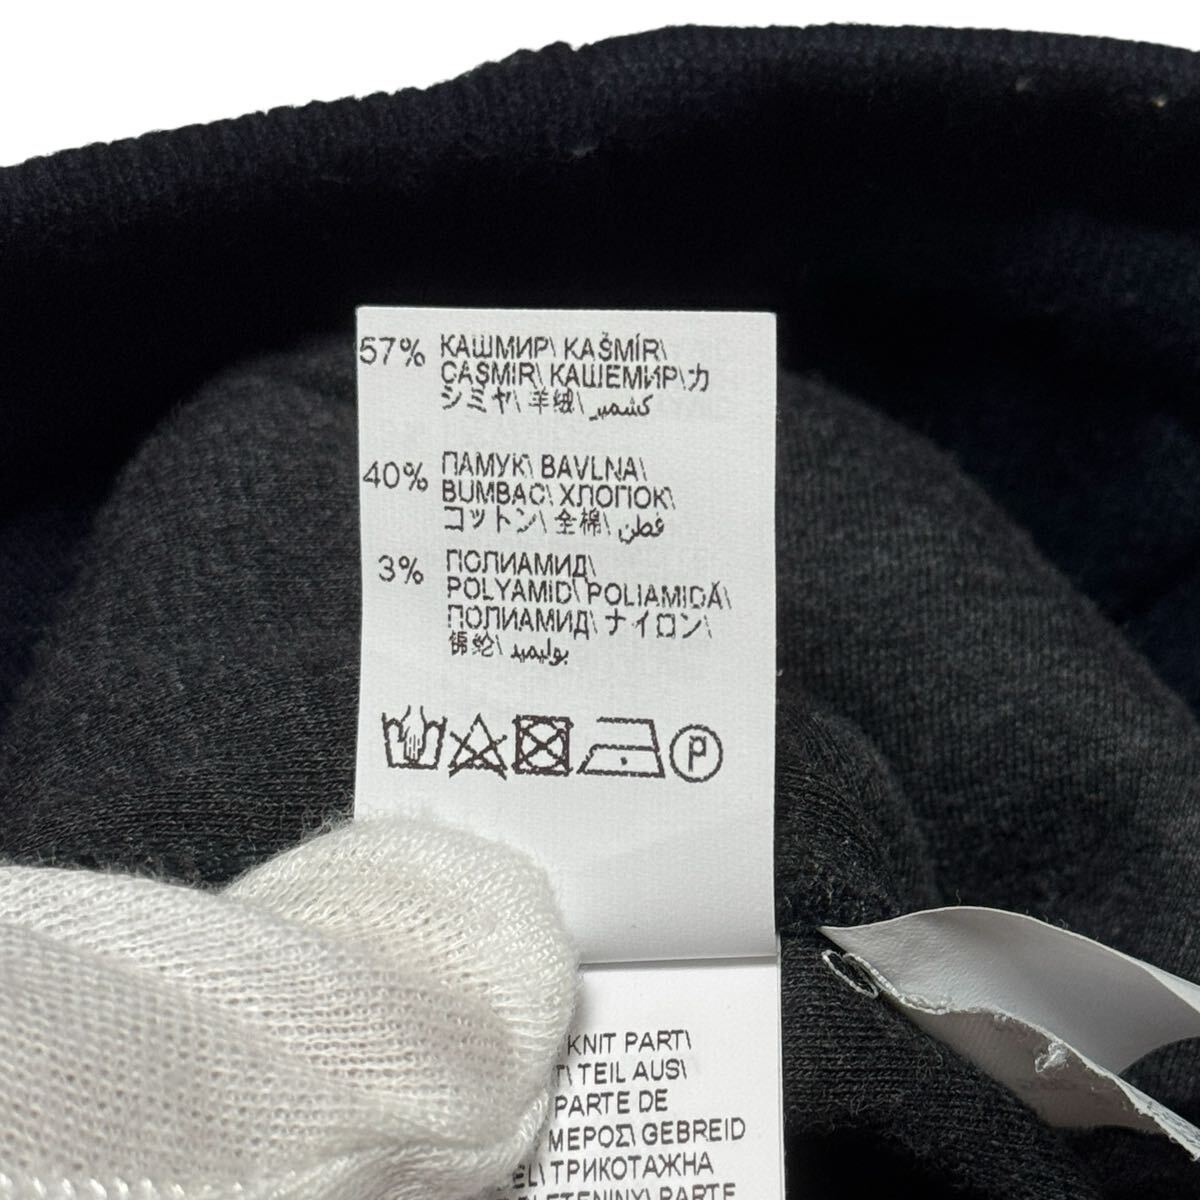 57% КАШМИР\ KAŠMÍR\
CAŞMIR\ КАШЕМИР\カ
シミヤ\ 羊绒\ كشمير
40% ПАМУК\ BAVLNA\
BUMBAC\ ХЛОПОК\
コットン\ 全棉\ قطن
3% ПОЛИАМИД\
POLYAMID\ POLIAMIDĂ\
ПОЛИАМИД\ ナイロン\
锦纶\ بوليميد
P
KNIT PART\
TEIL AUS\
PARTE DE
ΜΕΡΟΣ\ GEBREID
ТРИКОТАЖНА
PARTE